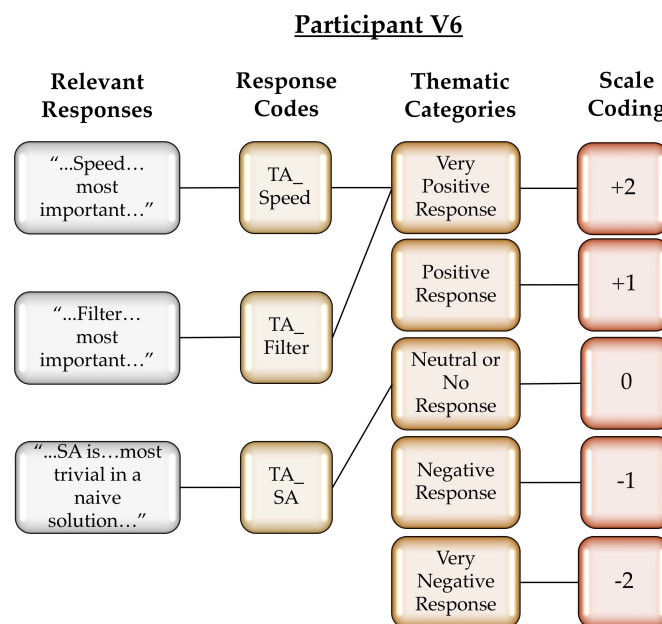 Participant V6
Relevant
Responses
Response
Codes
Thematic
Categories
Scale
Coding
“...Speed…
most
important…”
TA_
Speed
Very
Positive
Response
+2
Positive
Response
+1
“...Filter…
most
important…”
TA_
Filter
Neutral or
No
Response
0
“...SA is…most
trivial in a
naive
solution…”
TA_
SA
Negative
Response
-1
Very
Negative
Response
-2